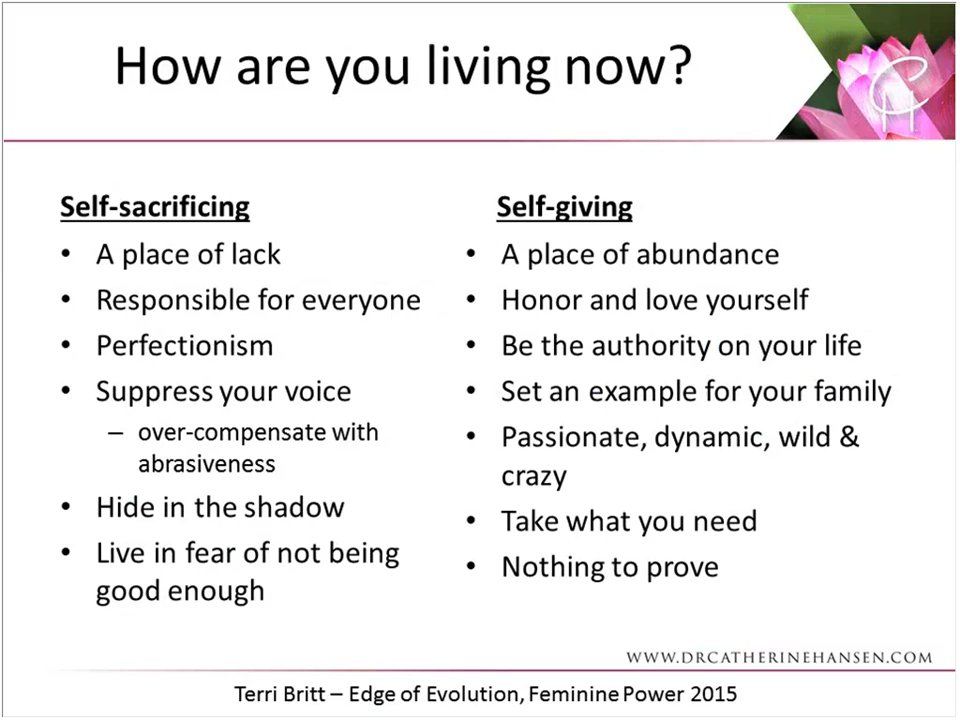 How are you living now?
Self-sacrificing
• A place of lack
• Responsible for everyone
• Perfectionism
• Suppress your voice
– over-compensate with
abrasiveness
• Hide in the shadow
• Live in fear of not being
good enough
Self-giving
• A place of abundance
• Honor and love yourself
• Be the authority on your life
• Set an example for your family
• Passionate, dynamic, wild &
crazy
• Take what you need
• Nothing to prove
WWW.DRCATHERINEHANSEN.COM
Terri Britt – Edge of Evolution, Feminine Power 2015